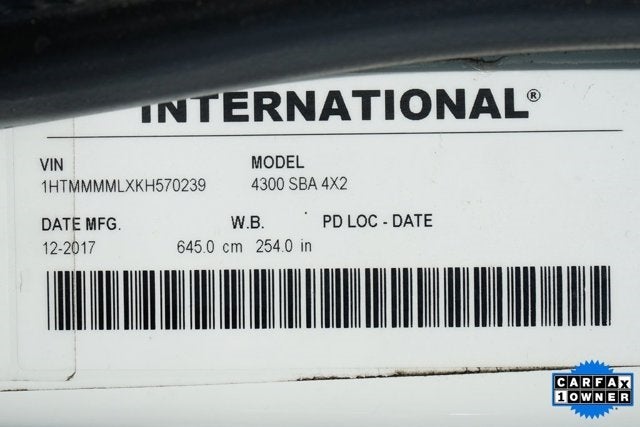 INTERNATIONAL®
VIN MODEL
1HTMMMMLXKH570239 4300 SBA 4X2
DATE MFG. W.B. PD LOC - DATE
12-2017 645.0 cm 254.0 in
CARFAX
1 OWNER